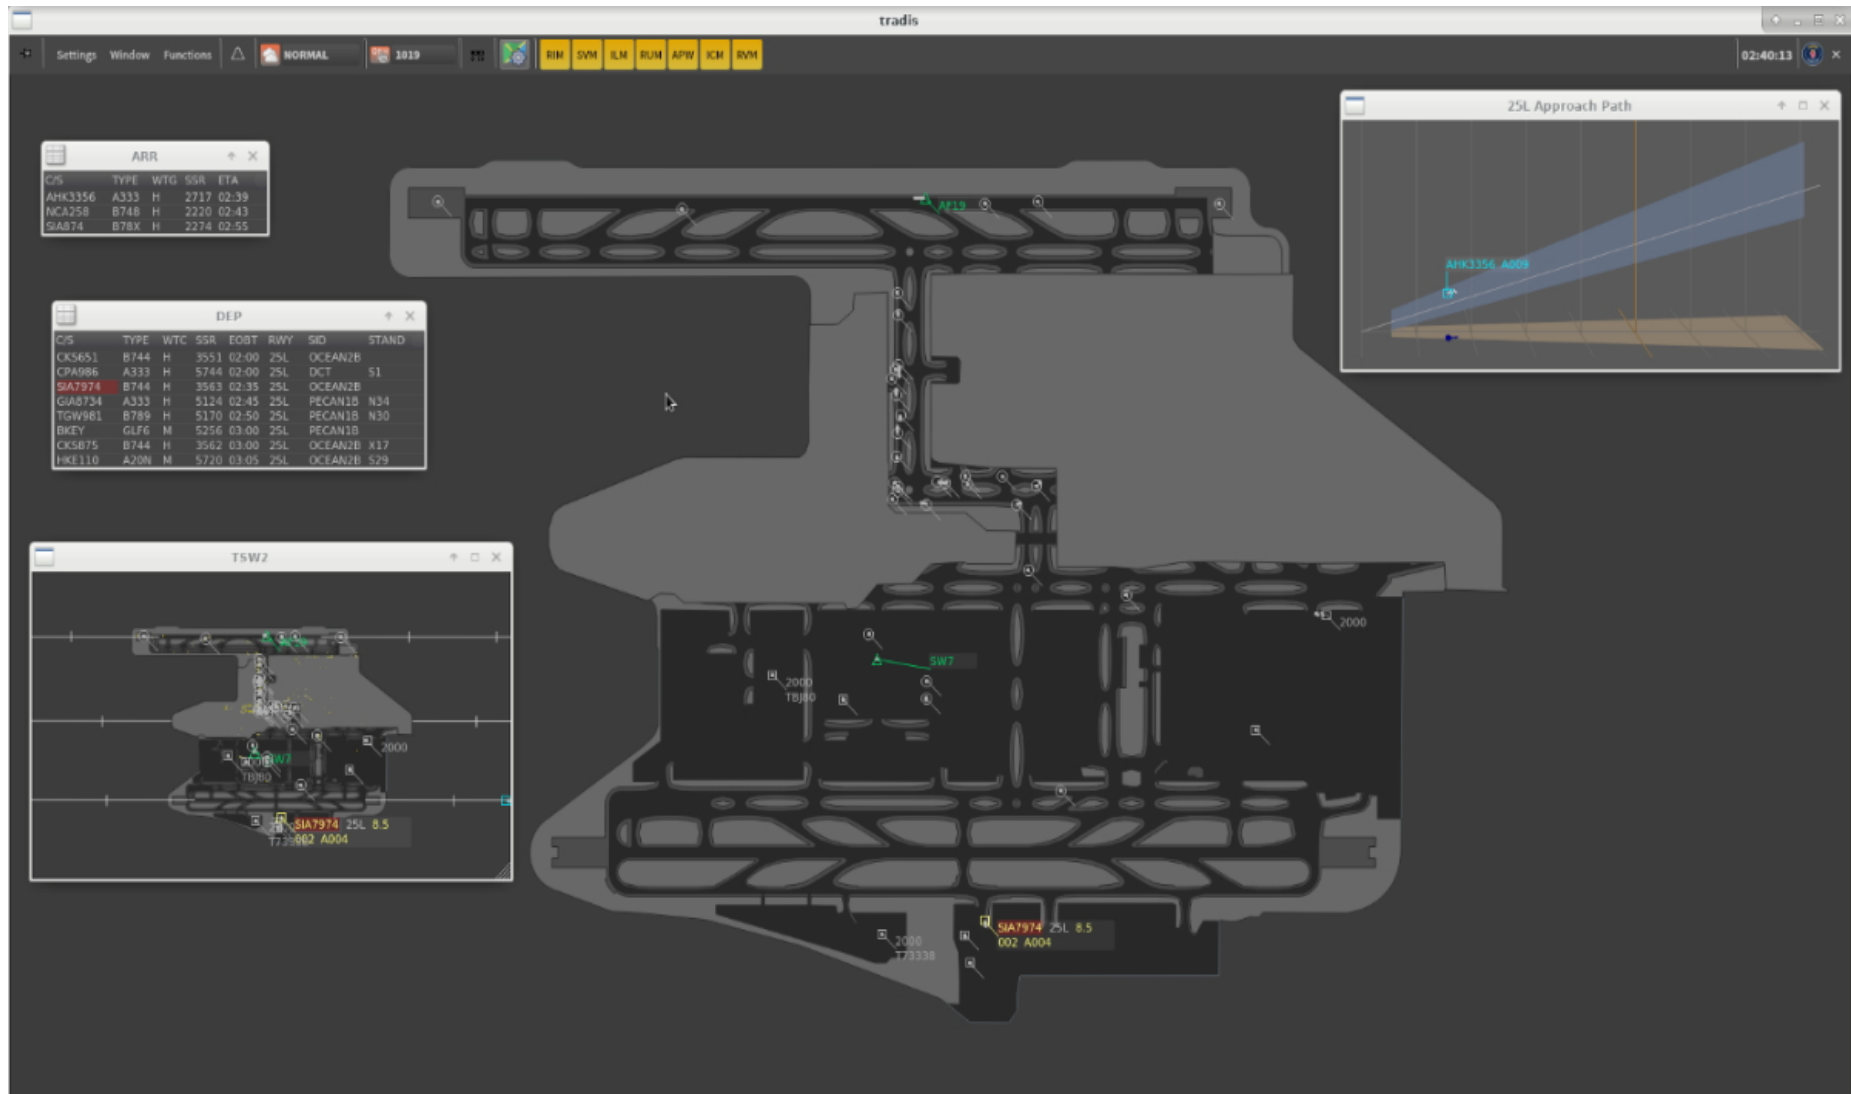 tradis
Settings Window Functions NORMAL 1019 RIM SVM ILM RUM APW ICM RVM 02:40:13
25L Approach Path
AHK3356 A009
ARR
C/S TYPE WTG SSR ETA
AHK3356 A333 H 2717 02:39
NCA258 B748 H 2220 02:43
SIA874 B78X H 2274 02:55
DEP
C/S TYPE WTC SSR EOBT RWY SID STAND
CKS651 B744 H 3551 02:00 25L OCEAN2B
CPA986 A333 H 5744 02:00 25L DCT S1
SIA7974 B744 H 3563 02:35 25L OCEAN2B
GIA8734 A333 H 5124 02:45 25L PECAN1B N34
TGW981 B789 H 5170 02:50 25L PECAN1B N30
BKEY GLF6 M 5256 03:00 25L PECAN1B
CKS875 B744 H 3562 03:00 25L OCEAN2B X17
HKE110 A20N M 5720 03:05 25L OCEAN2B S29
AF19
2000
SW7
2000
TBJ80
2000
T73338
SIA7974 25L 8.5
002 A004
TSW2
2000
SW7
TBJ80
SIA7974 25L 8.5
002 A004